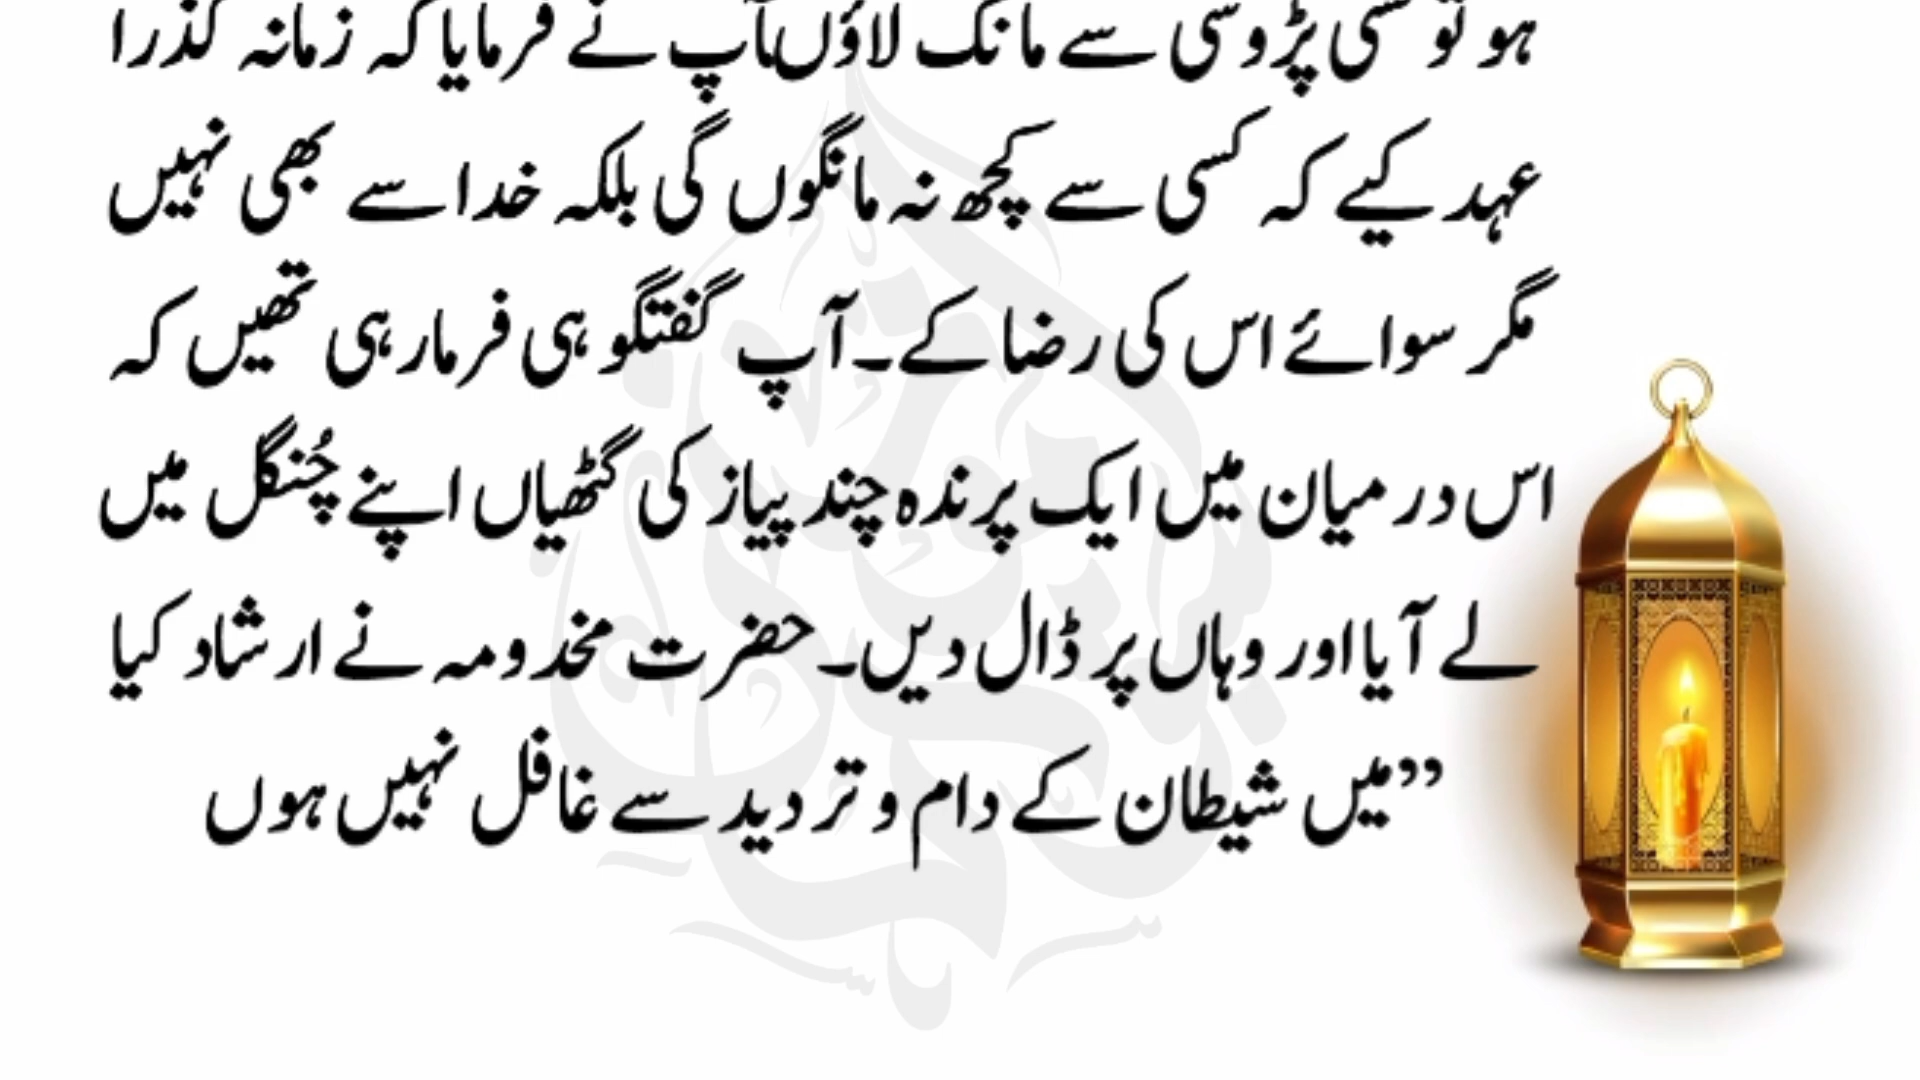 ہو تو کسی پڑوسی سے مانگ لاؤں آپ نے فرمایا کہ زمانہ گذرا
عہد کیے کہ کسی سے کچھ نہ مانگوں گی بلکہ خدا سے بھی نہیں
مگر سوائے اس کی رضا کے۔ آپ گفتگو ہی فرمار ہی تھیں کہ
اس درمیان میں ایک پرندہ چند پیاز کی گٹھیاں اپنے چُنگل میں
لے آیا اور وہاں پر ڈال دیں۔ حضرت مخدومہ نے ارشاد کیا
”میں شیطان کے دام و تردید سے غافل نہیں ہوں